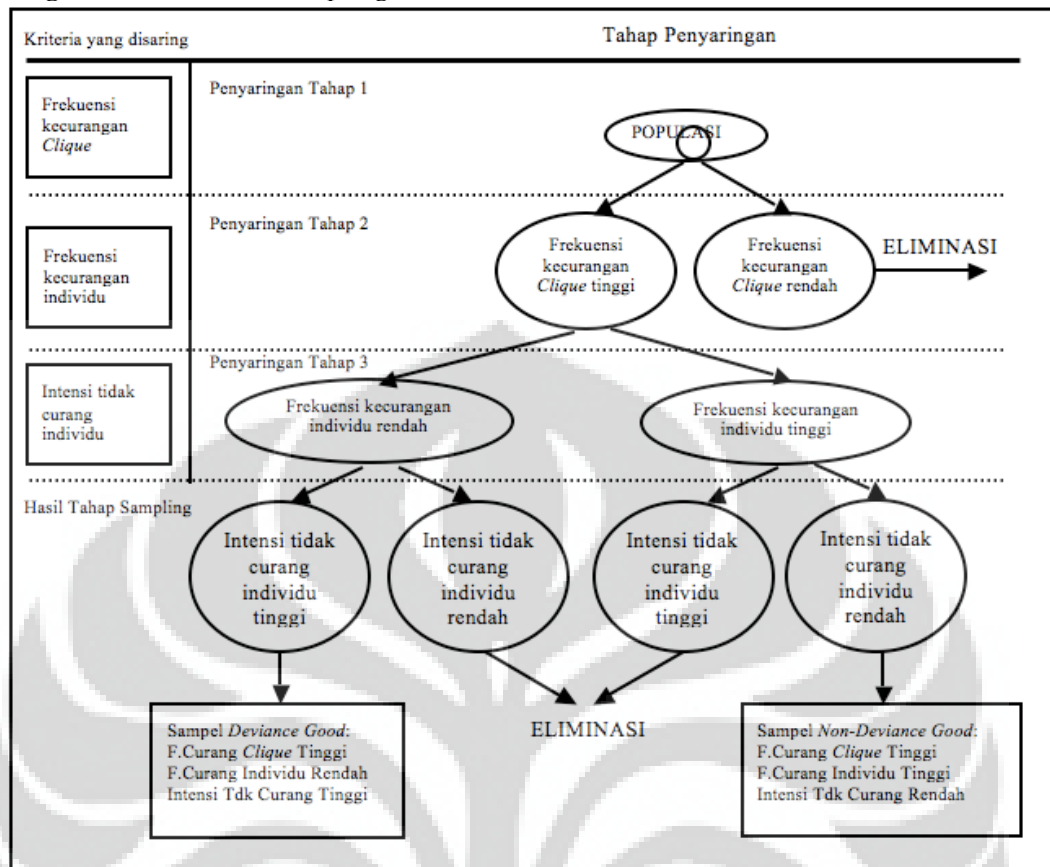 Kriteria yang disaring
Tahap Penyaringan
Frekuensi
kecurangan
Clique
Penyaringan Tahap 1
POPULASI
Frekuensi
kecurangan
individu
Penyaringan Tahap 2
Frekuensi
kecurangan
Clique tinggi
Frekuensi
kecurangan
Clique rendah
ELIMINASI
Intensi tidak
curang
individu
Penyaringan Tahap 3
Frekuensi kecurangan
individu rendah
Frekuensi kecurangan
individu tinggi
Hasil Tahap Sampling
Intensi tidak
curang
individu
tinggi
Intensi tidak
curang
individu
rendah
Intensi tidak
curang
individu
tinggi
Intensi tidak
curang
individu
rendah
Sampel Deviance Good:
F.Curang Clique Tinggi
F.Curang Individu Rendah
Intensi Tdk Curang Tinggi
ELIMINASI
Sampel Non-Deviance Good:
F.Curang Clique Tinggi
F.Curang Individu Tinggi
Intensi Tdk Curang Rendah